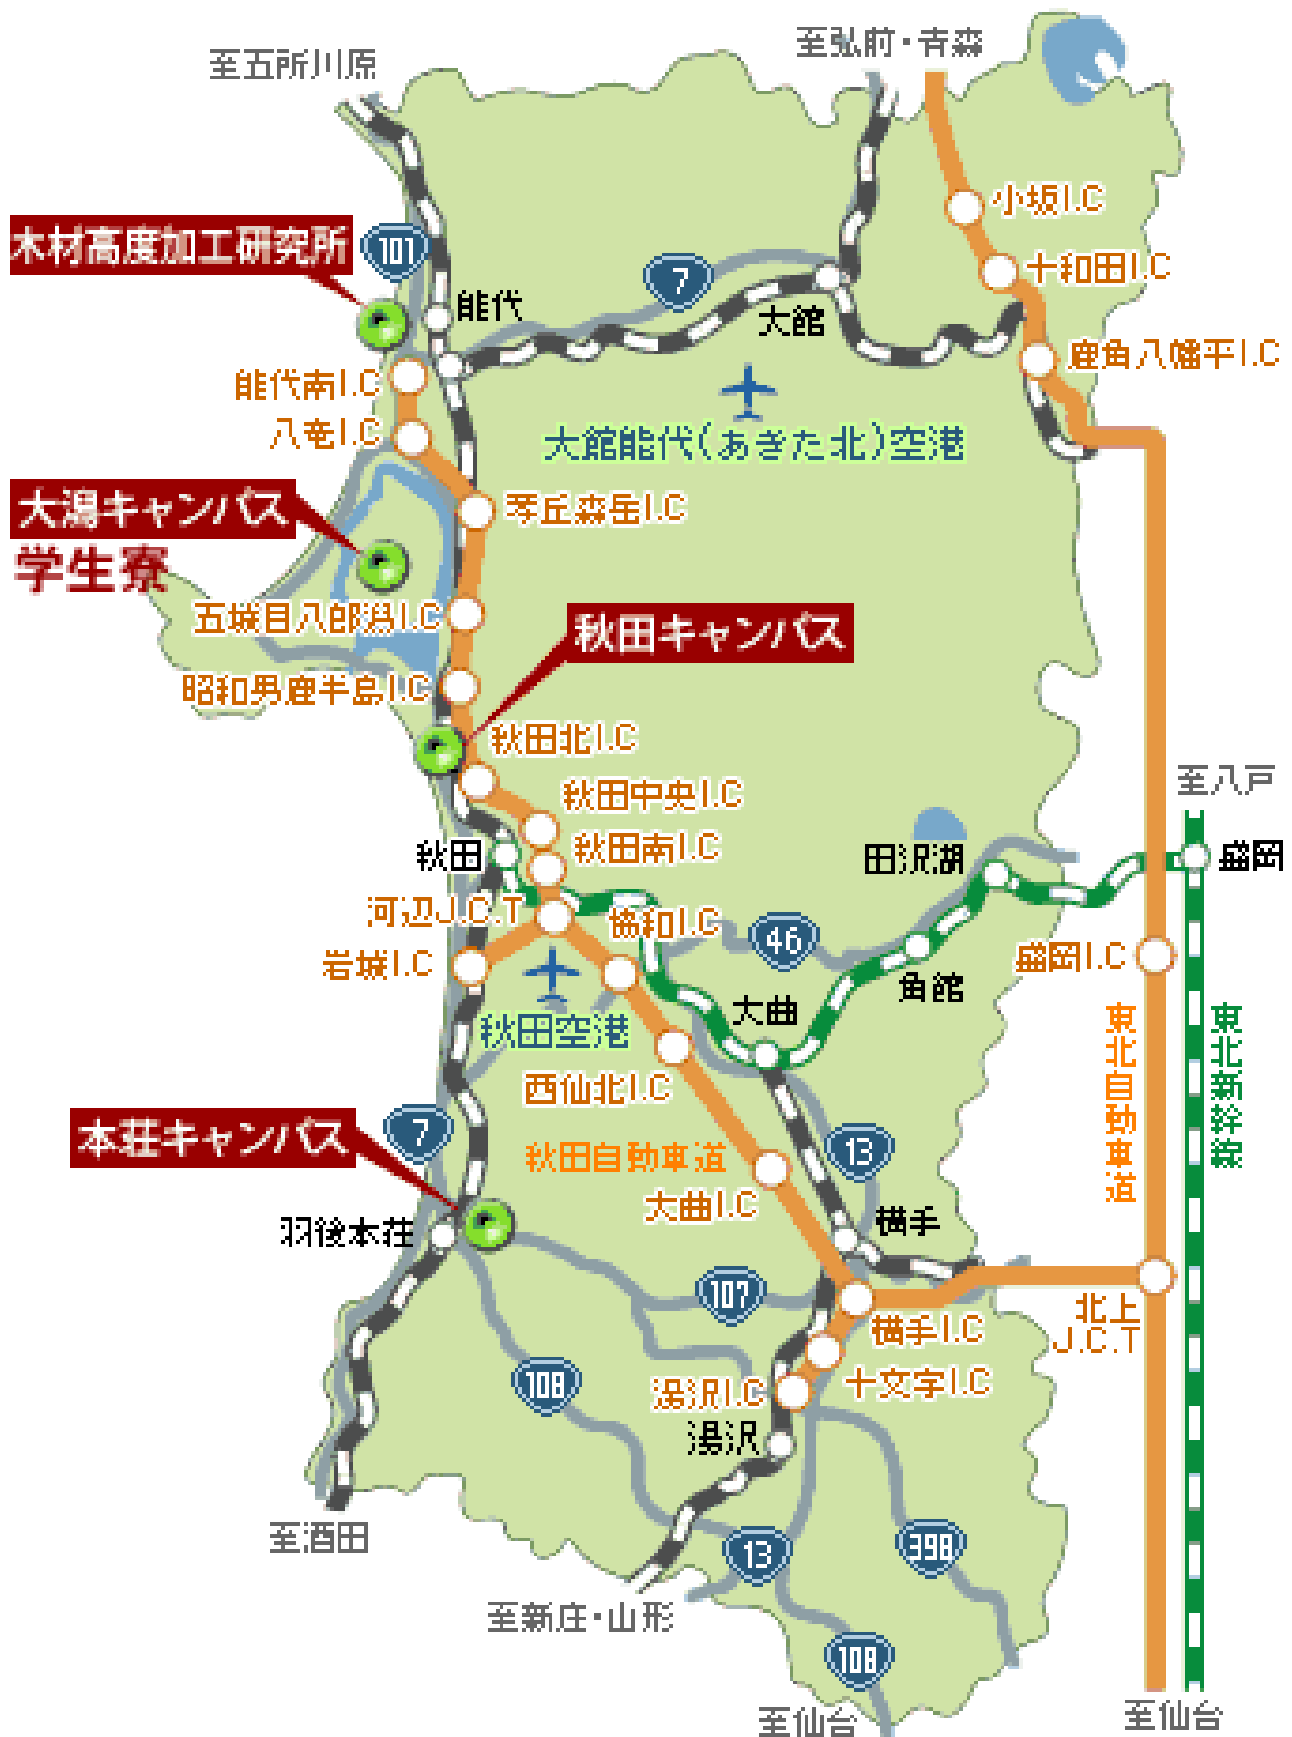 至五所川原
至弘前・青森
小坂I.C
木材高度加工研究所
101
十和田I.C
7
能代
大館
鹿角八幡平I.C
能代南I.C
八竜I.C
大館能代(あきた北)空港
大潟キャンパス
学生寮
琴丘森岳I.C
五城目八郎潟I.C
秋田キャンパス
昭和男鹿半島I.C
秋田北I.C
至八戸
秋田中央I.C
秋田
秋田南I.C
田沢湖
盛岡
河辺J.C.T
協和I.C
46
岩城I.C
盛岡I.C
角館
大曲
秋田空港
東北自動車道
東北新幹線
西仙北I.C
本荘キャンパス
7
秋田自動車道
13
大曲I.C
羽後本荘
横手
107
北上
J.C.T
横手I.C
108
湯沢I.C
十文字I.C
湯沢
至酒田
13
398
至新庄・山形
108
至仙台
至仙台